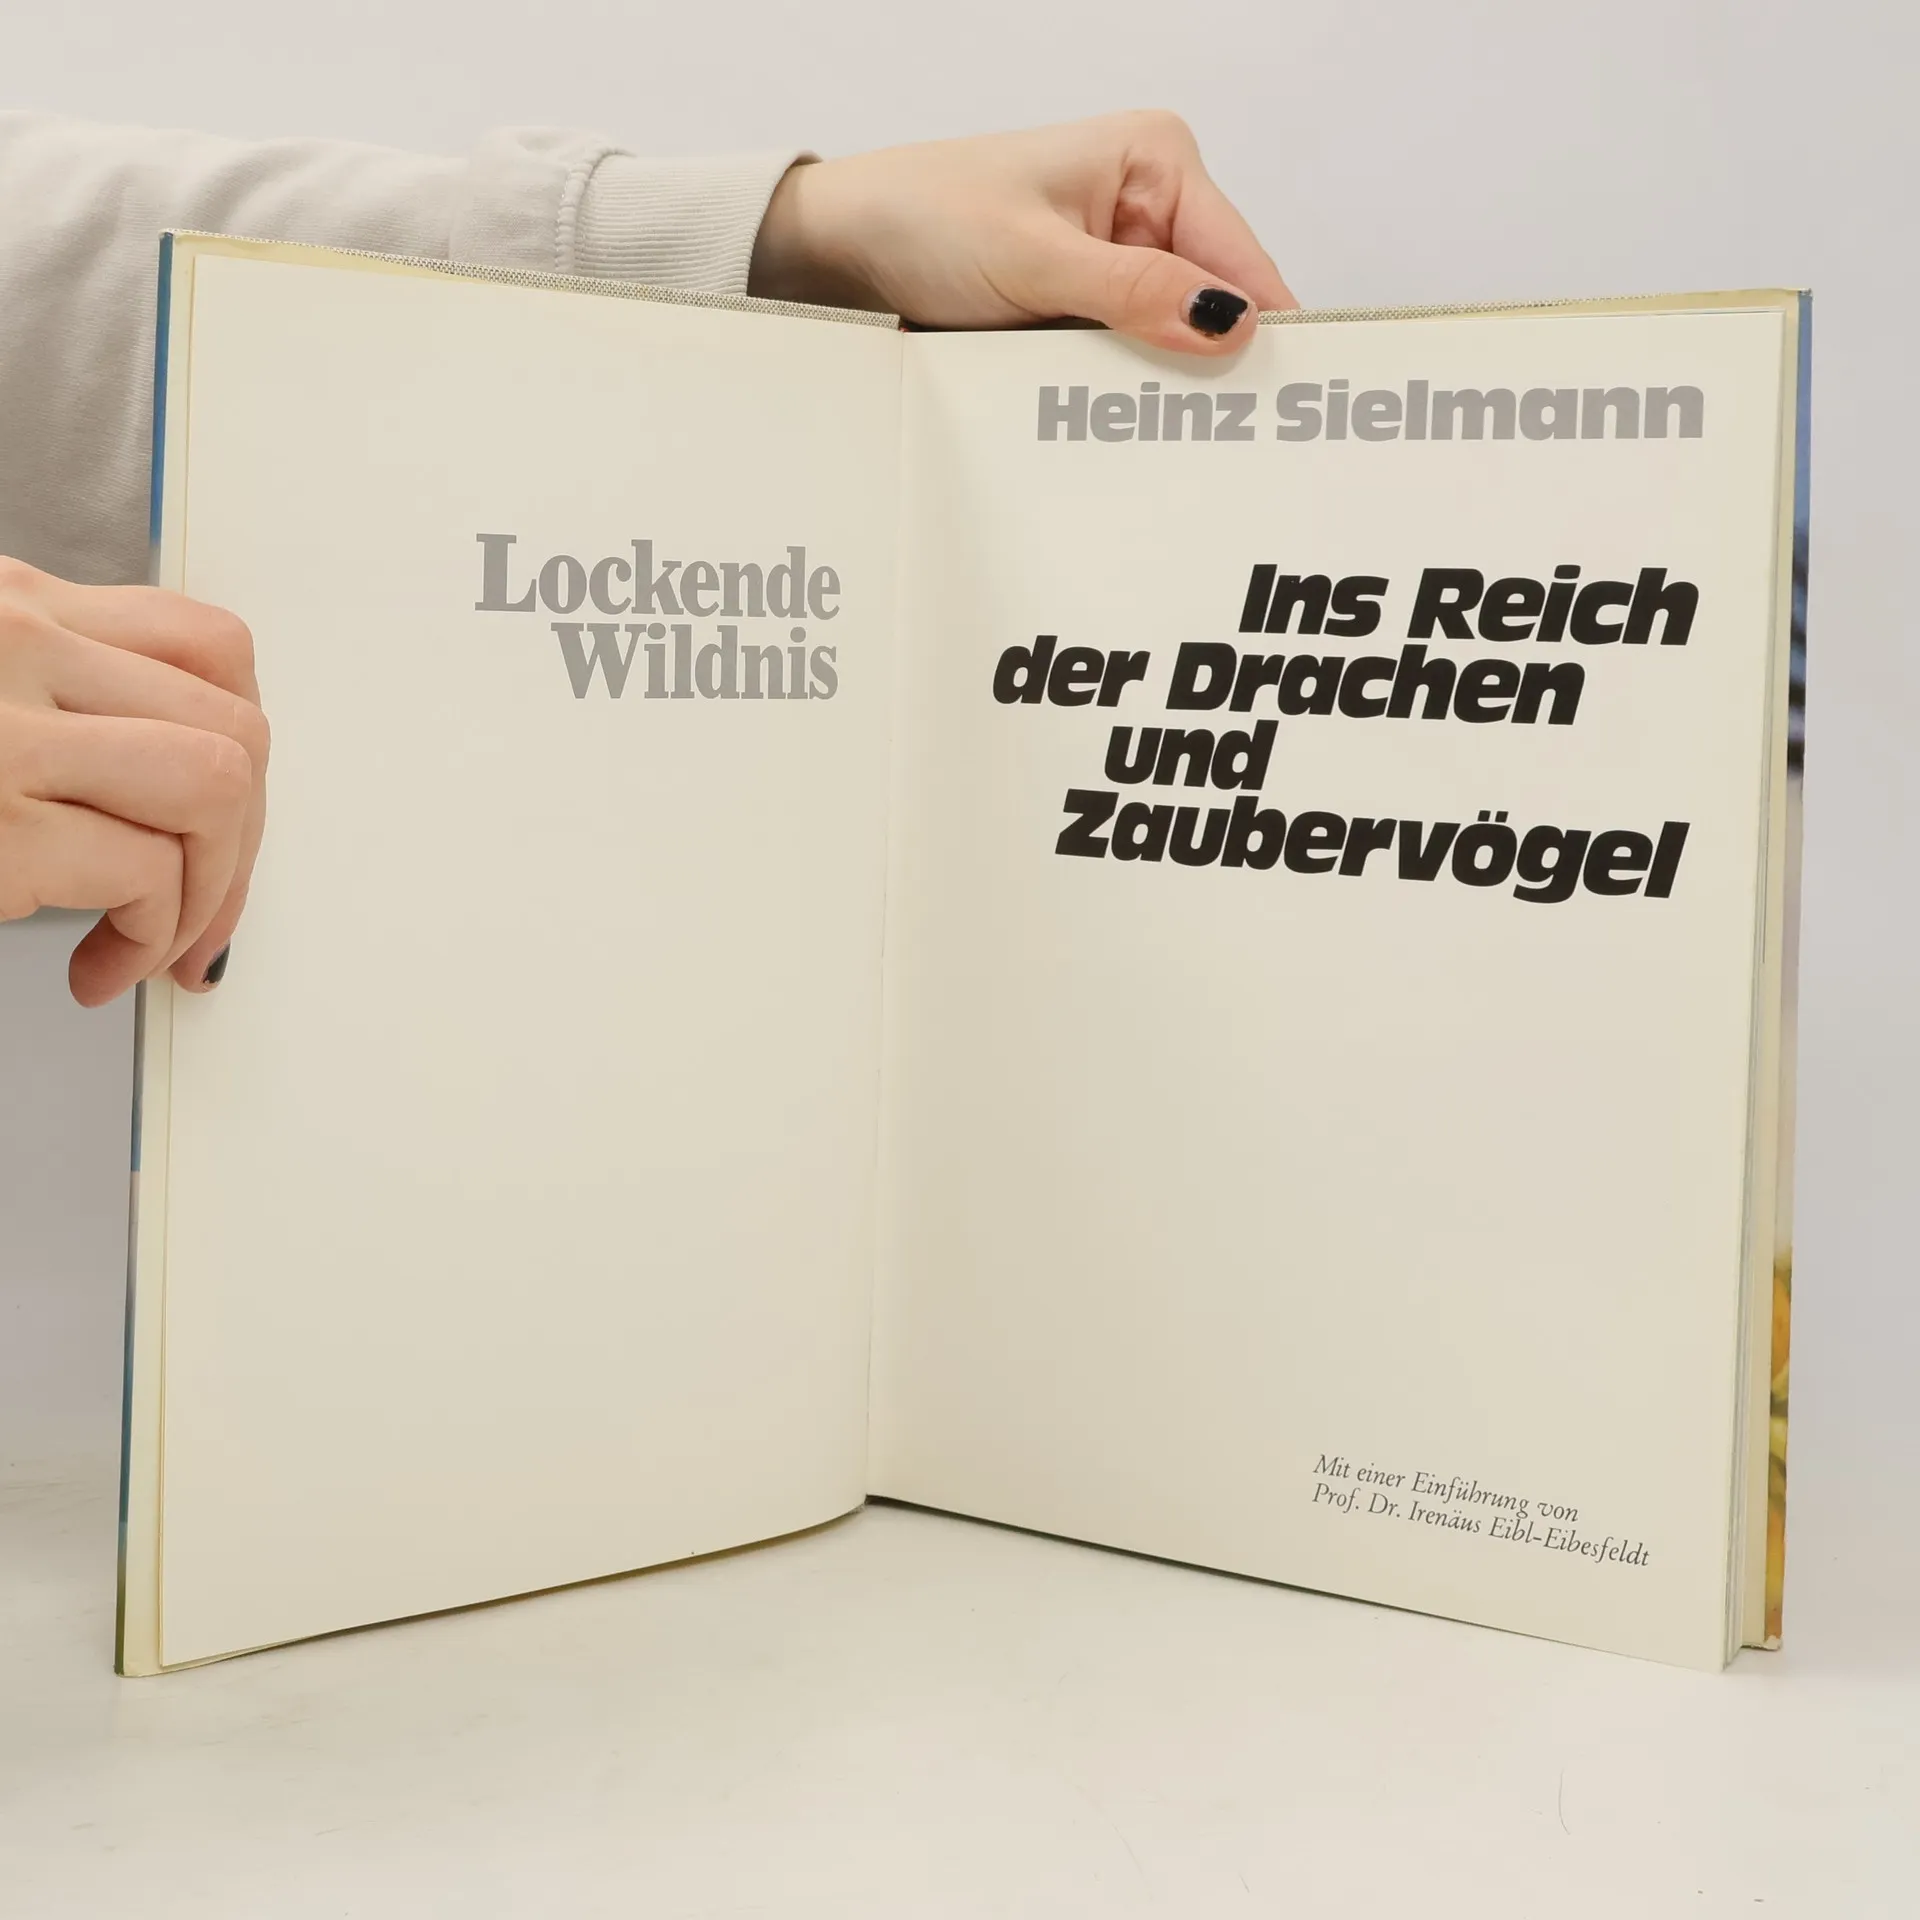 Lockende
Wildnis
Heinz Sielmann
Ins Reich
der Drachen
und
Zaubervögel
Mit einer Einführung von
Prof. Dr. Irenäus Eibl-Eibesfeldt